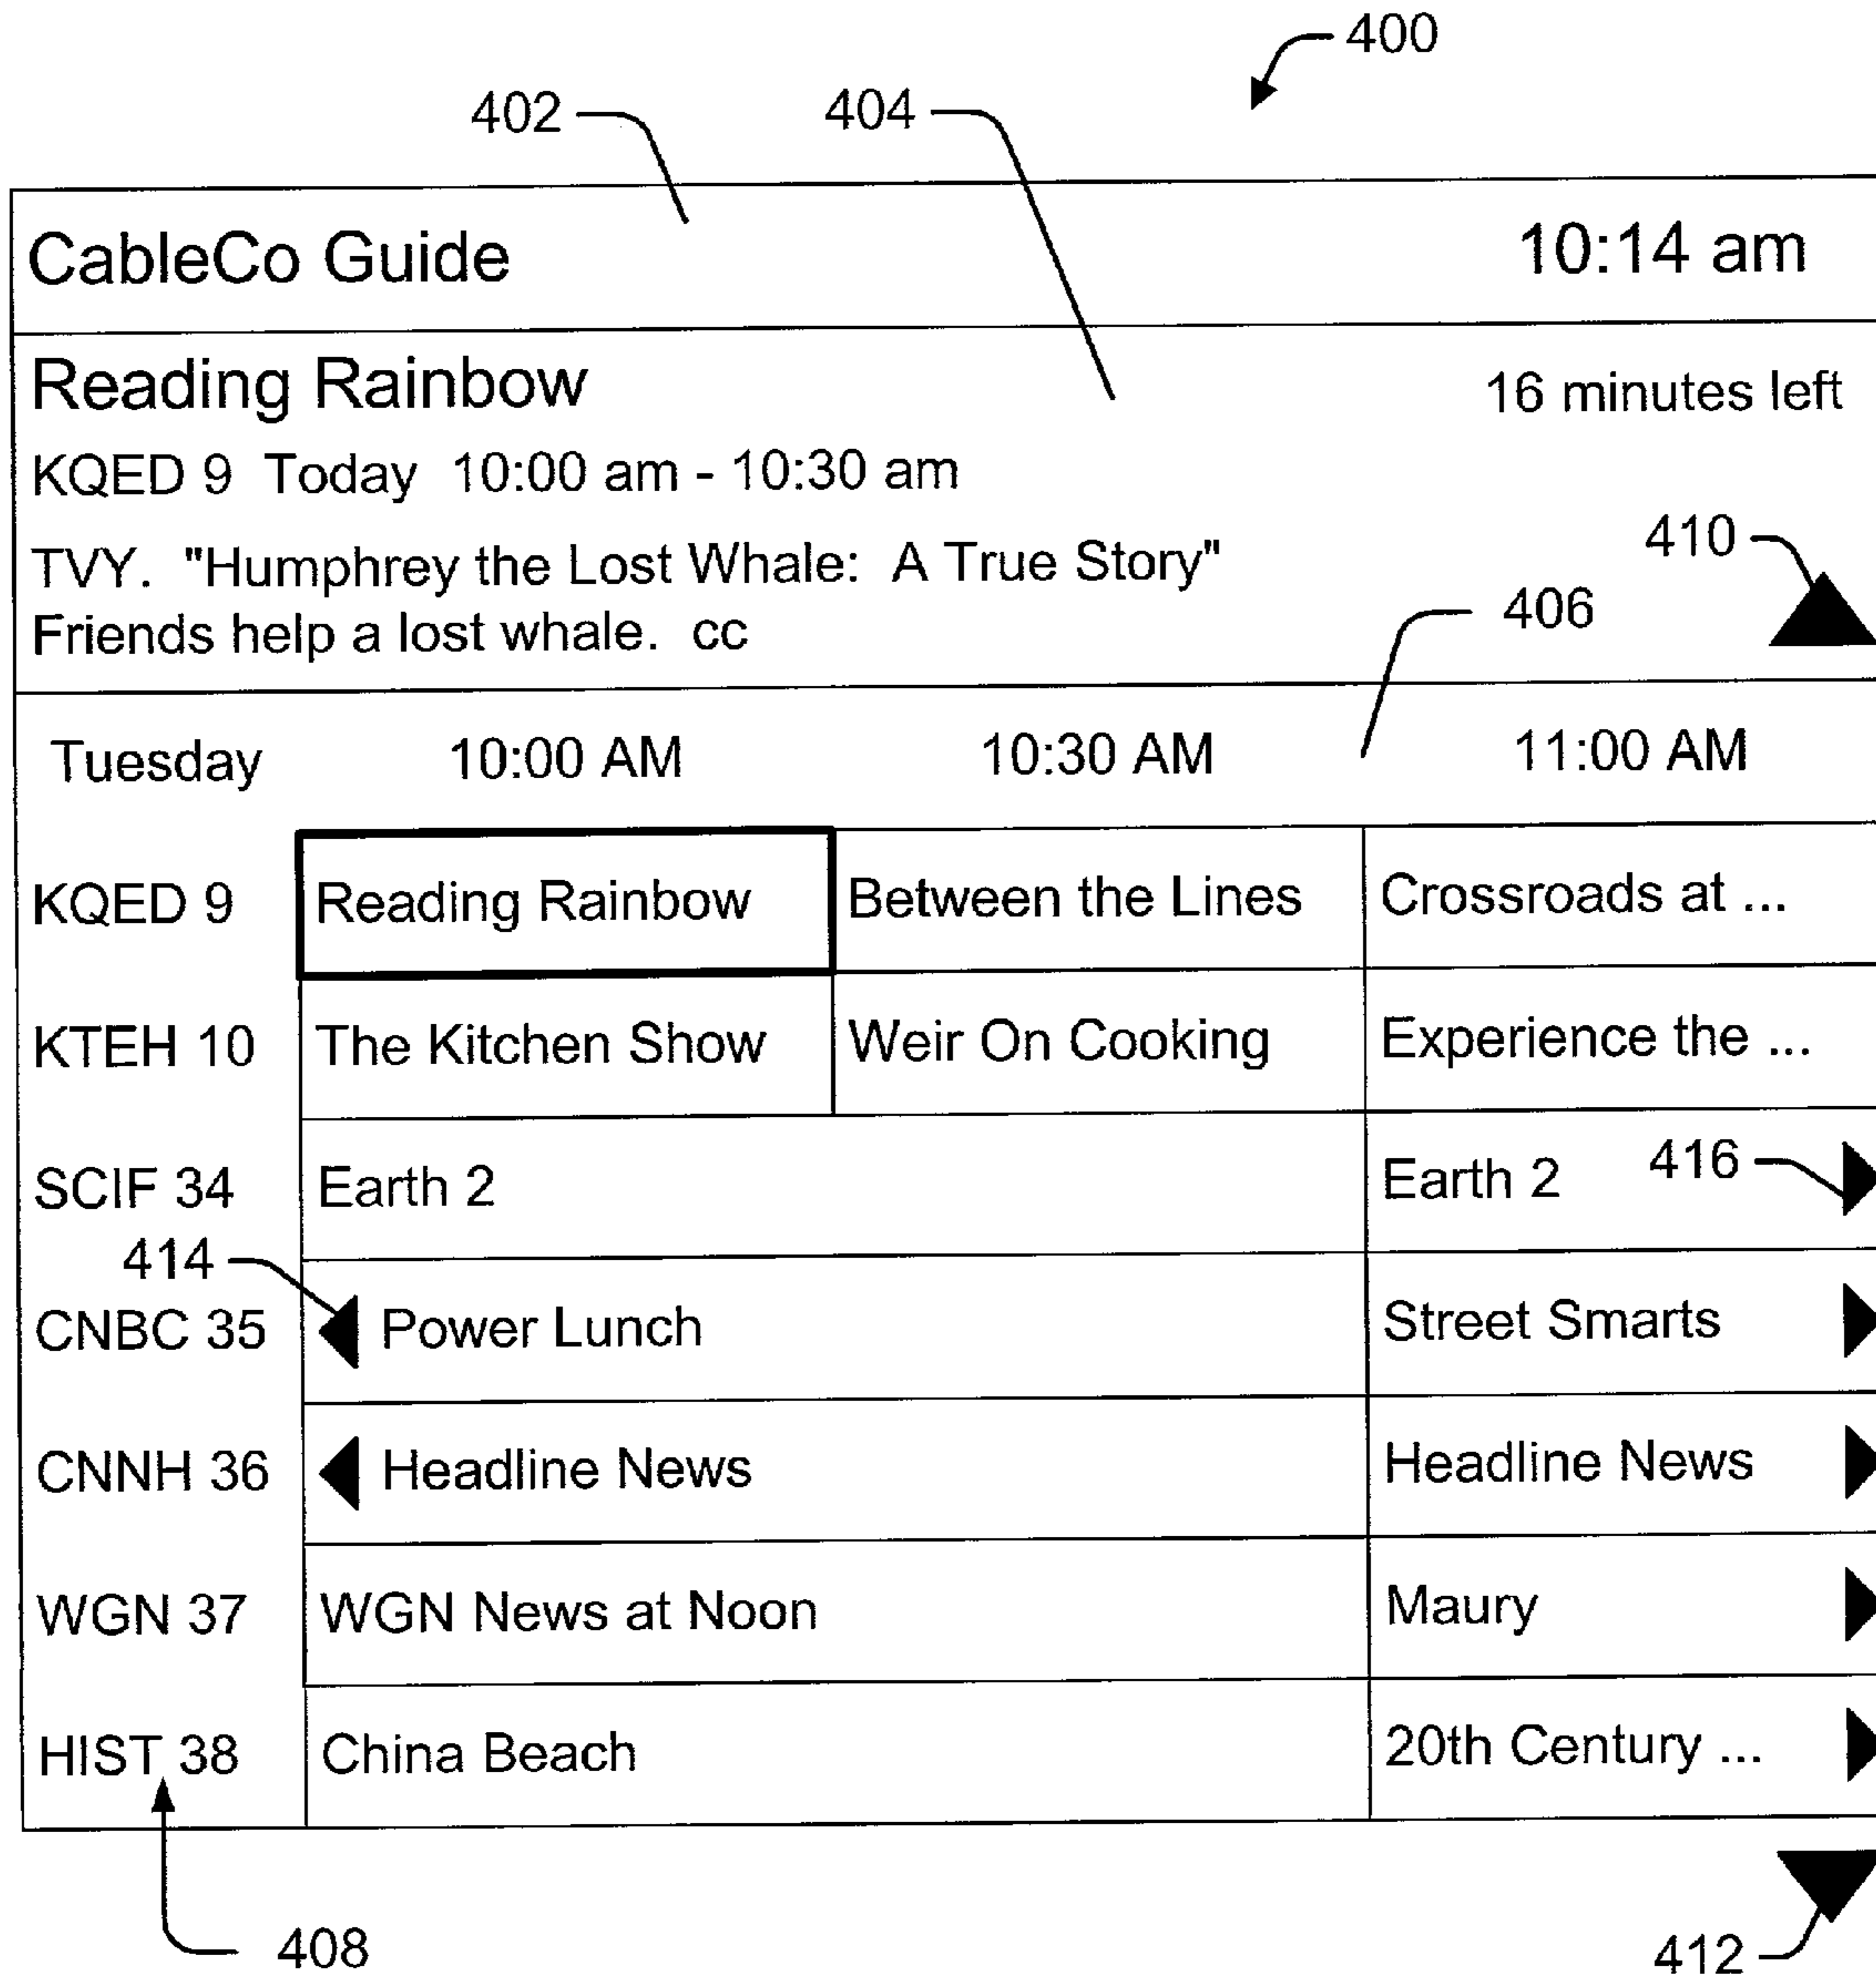 400
402 404
CableCo Guide 10:14 am
Reading Rainbow 16 minutes left
KQED 9 Today 10:00 am - 10:30 am
TVY. "Humphrey the Lost Whale: A True Story" 410
Friends help a lost whale. cc
406
Tuesday 10:00 AM 10:30 AM 11:00 AM
KQED 9 Reading Rainbow Between the Lines Crossroads at ...
KTEH 10 The Kitchen Show Weir On Cooking Experience the ...
SCIF 34 Earth 2 Earth 2 416
414
CNBC 35 Power Lunch Street Smarts
CNNH 36 Headline News Headline News
WGN 37 WGN News at Noon Maury
HIST 38 China Beach 20th Century ...
408 412